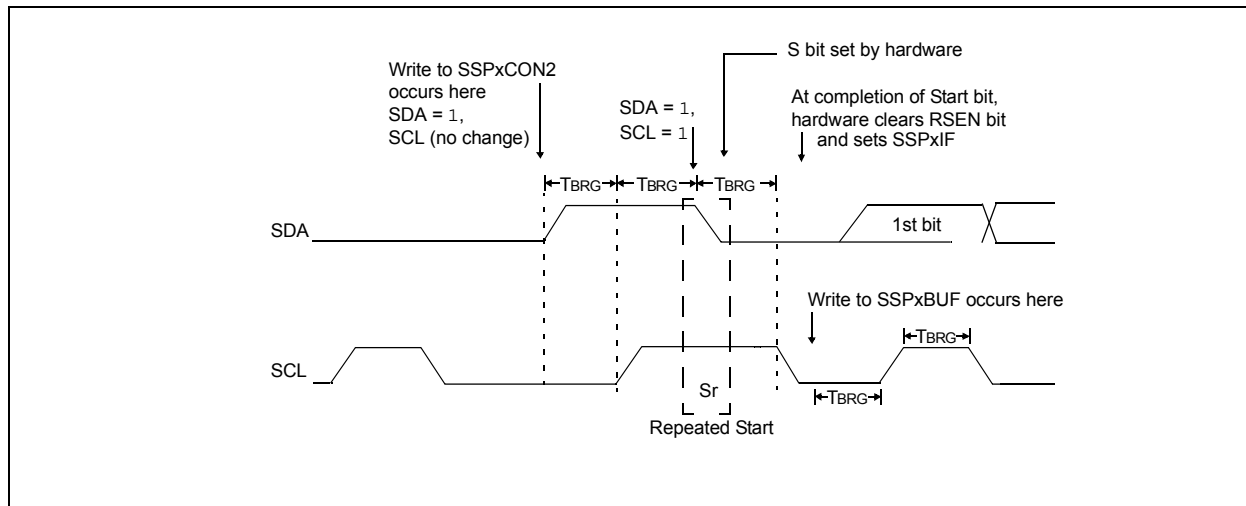 S bit set by hardware
Write to SSPxCON2
occurs here
SDA = 1,
SCL (no change)
SDA = 1,
SCL = 1
At completion of Start bit,
hardware clears RSEN bit
and sets SSPxIF
TBRG TBRG TBRG
SDA
1st bit
Write to SSPxBUF occurs here
TBRG
SCL
Sr
TBRG
Repeated Start